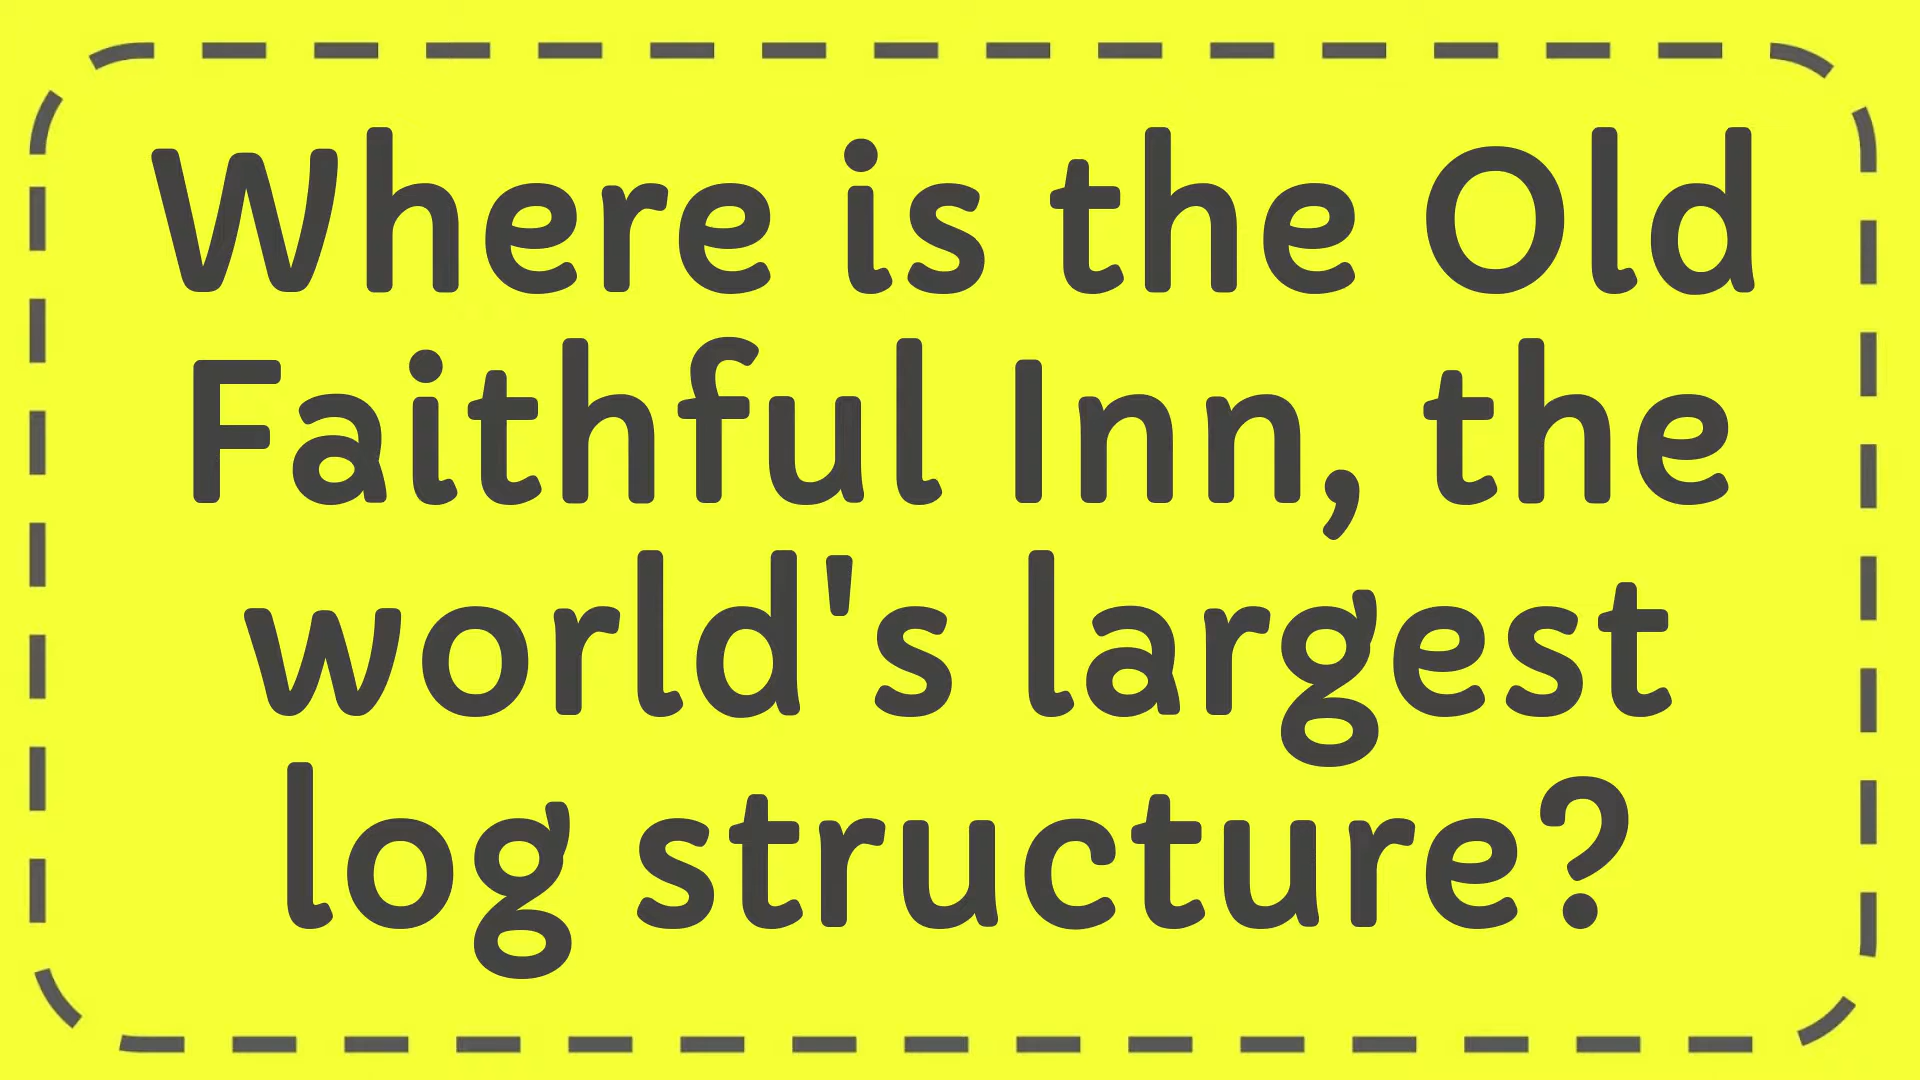 Where is the Old
Faithful Inn, the
world's largest
log structure?